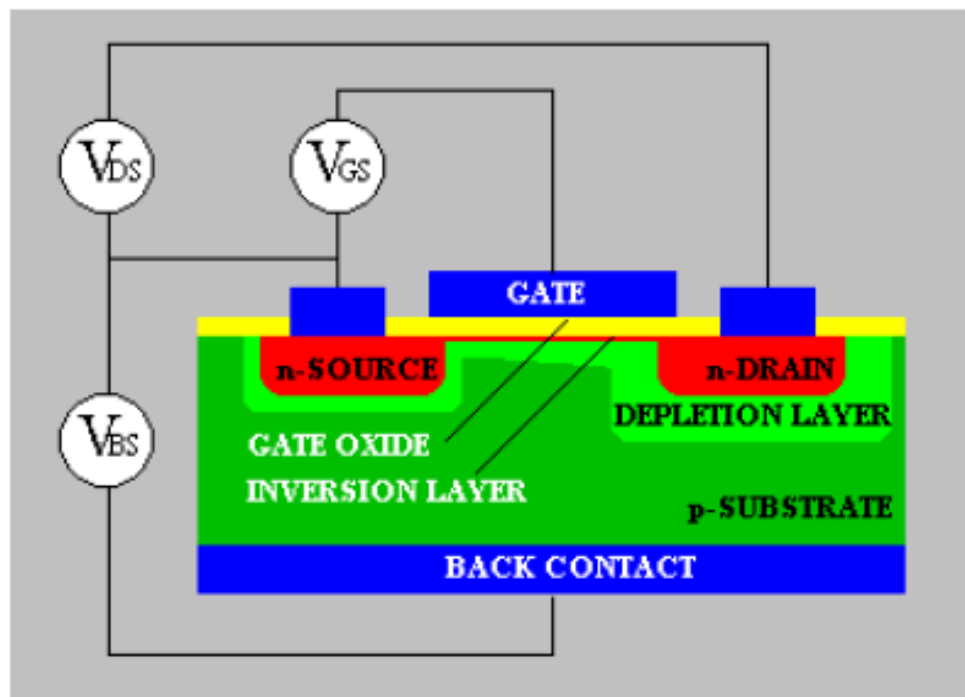 VDS
VGS
GATE
n-SOURCE
n-DRAIN
DEPLETION LAYER
GATE OXIDE
VBS
INVERSION LAYER
p-SUBSTRATE
BACK CONTACT